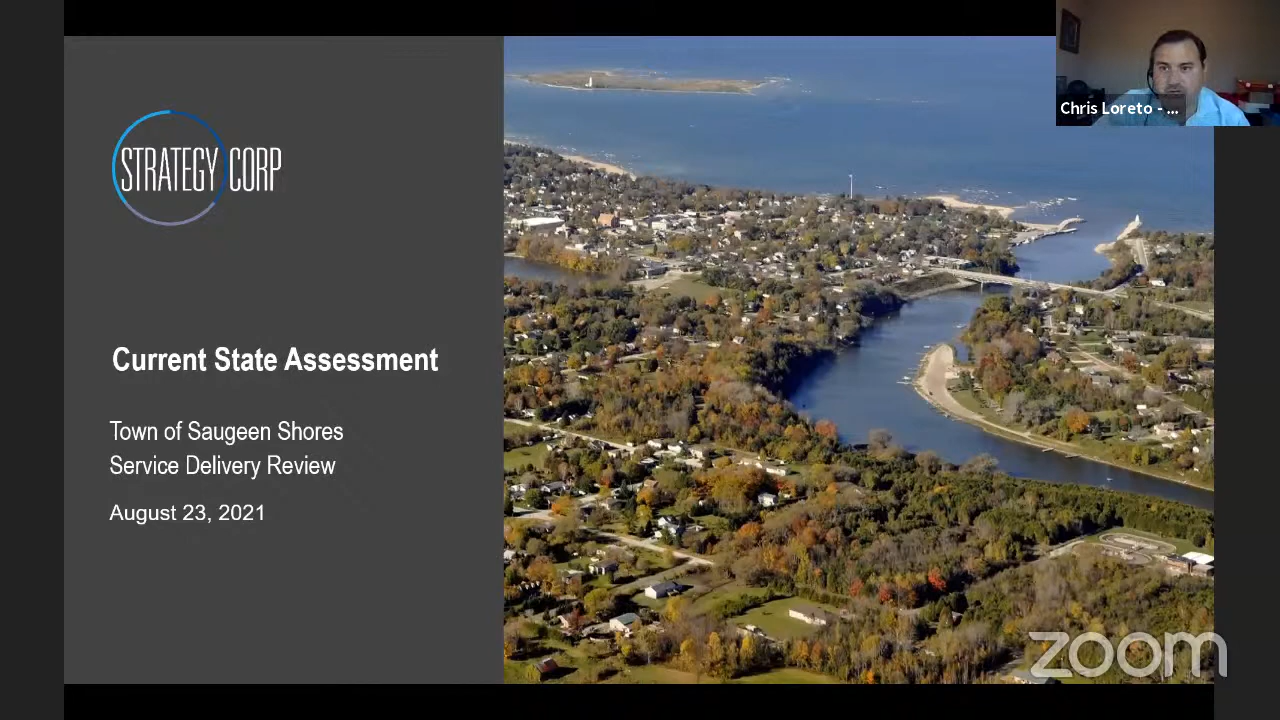 STRATEGY CORP
Current State Assessment
Town of Saugeen Shores
Service Delivery Review
August 23, 2021
Chris Loreto - ...
zoom